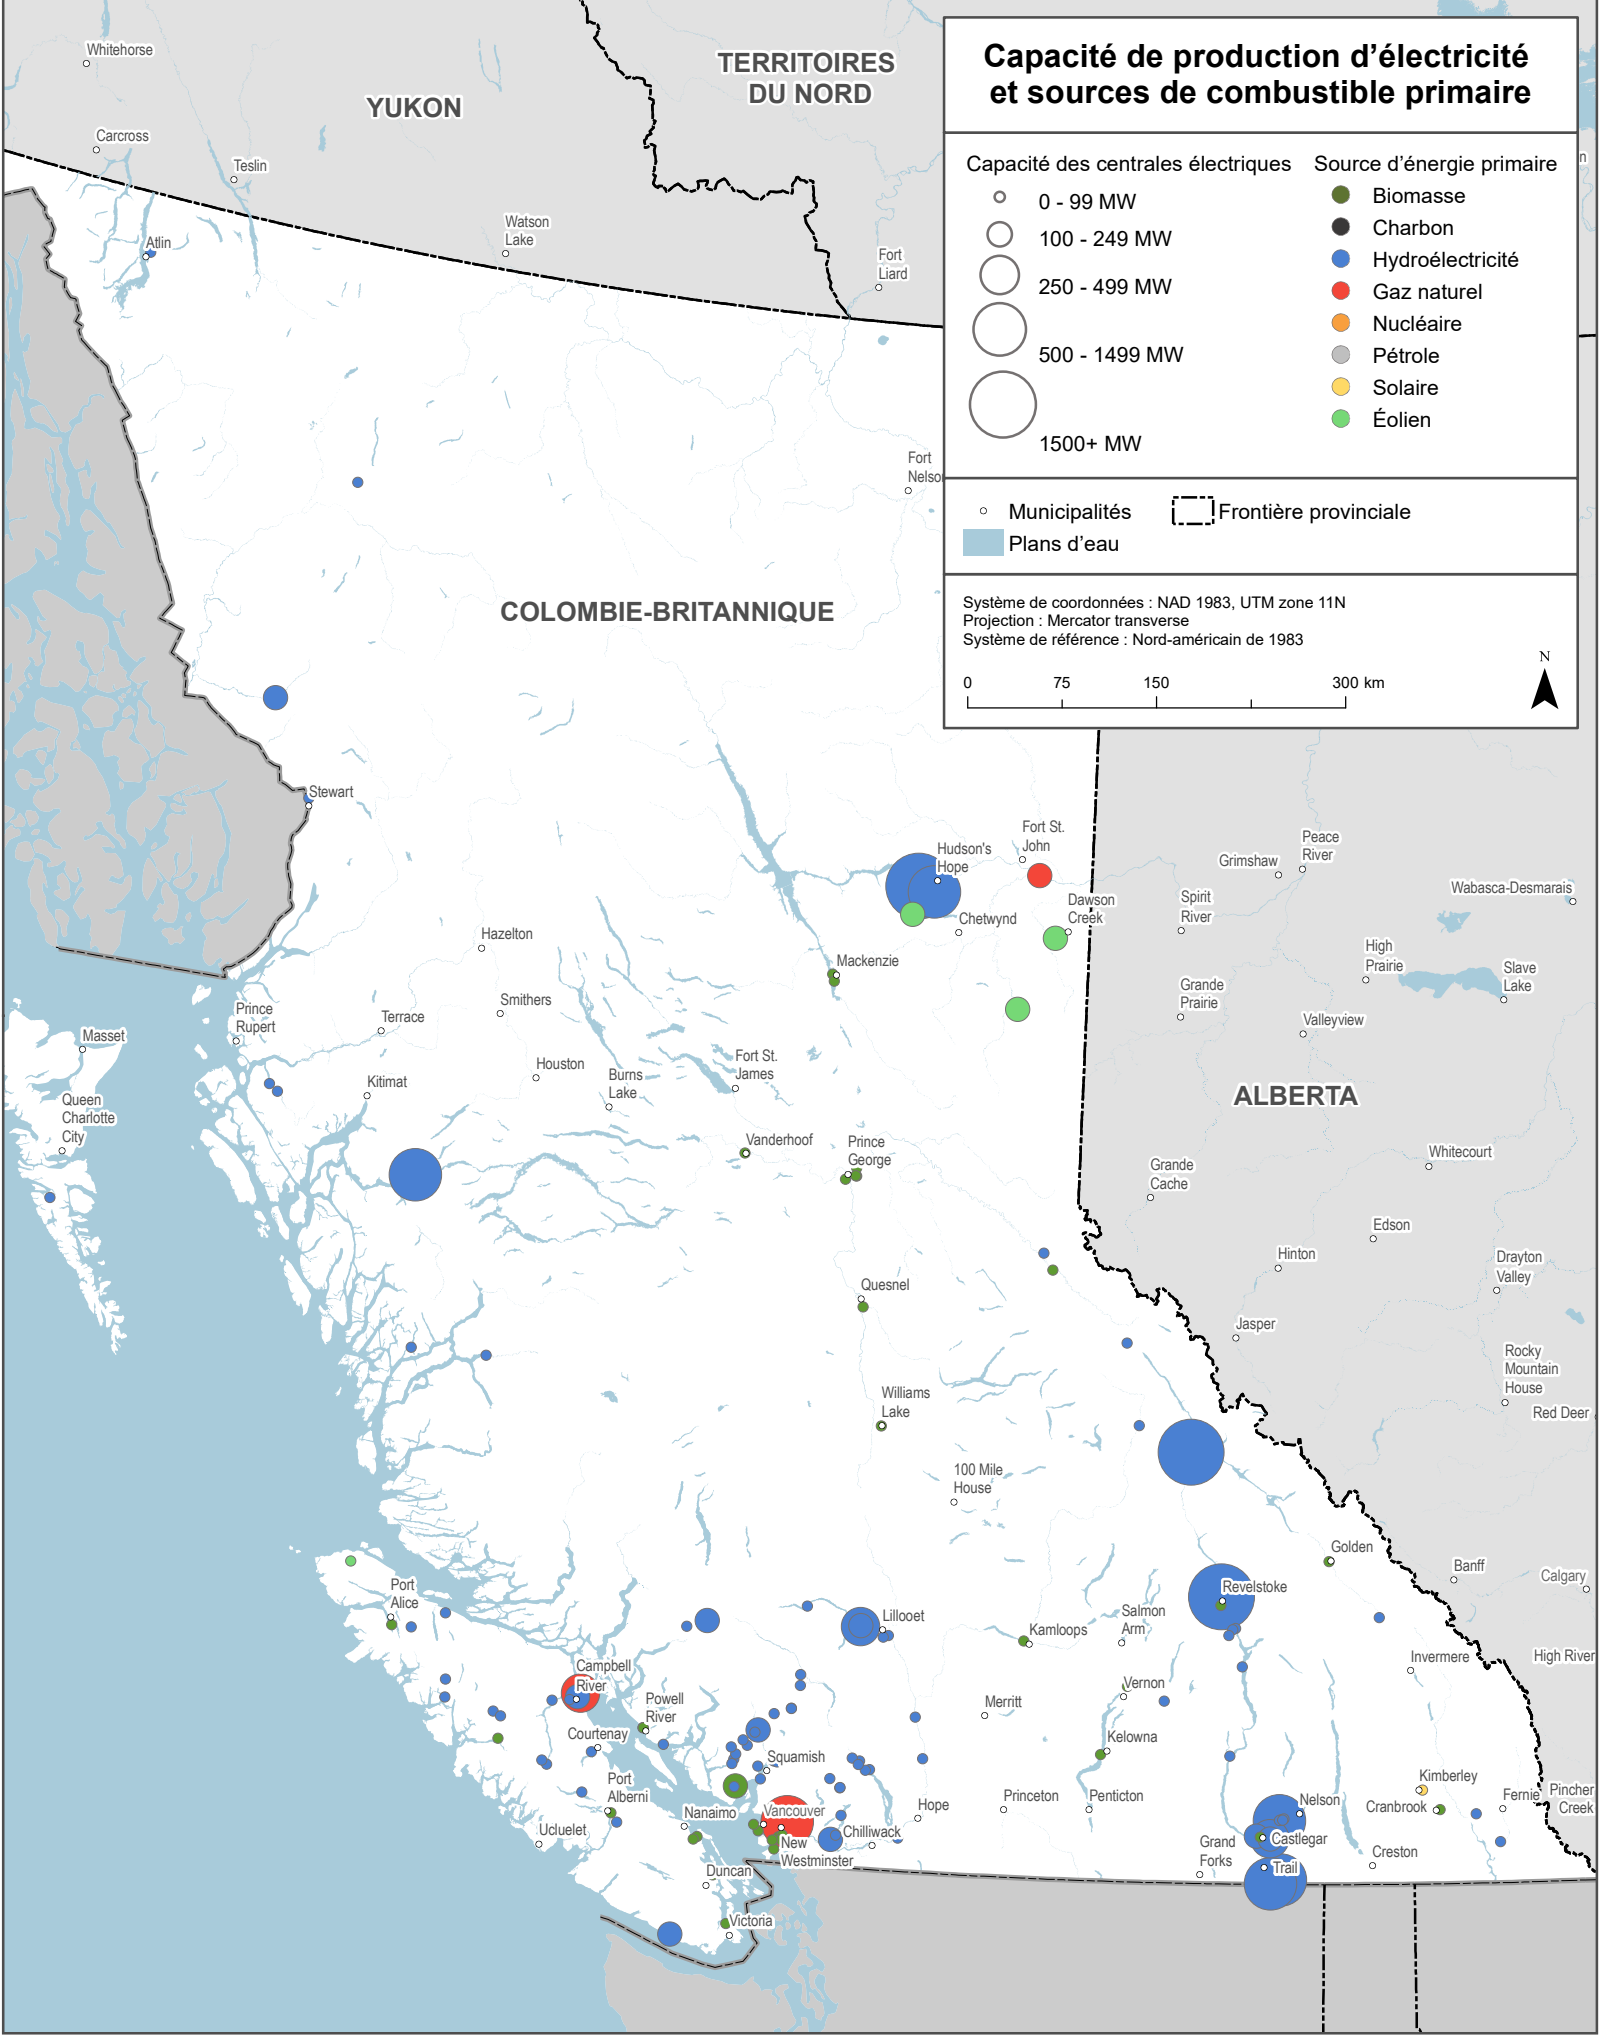 Capacité de production d'électricité
et sources de combustible primaire
Capacité des centrales électriques
0 - 99 MW
100 - 249 MW
250 - 499 MW
500 - 1499 MW
1500+ MW
Source d'énergie primaire
Biomasse
Charbon
Hydroélectricité
Gaz naturel
Nucléaire
Pétrole
Solaire
Éolien
Municipalités
Frontière provinciale
Plans d'eau
Système de coordonnées : NAD 1983, UTM zone 11N
Projection : Mercator transverse
Système de référence : Nord-américain de 1983
0 75 150 300 km
N
Whitehorse
YUKON
TERRITOIRES
DU NORD
Carcross
Teslin
Watson
Lake
Atlin
Fort
Liard
Fort
Nelson
COLOMBIE-BRITANNIQUE
Stewart
Hudson's
Hope
Fort St.
John
Dawson
Creek
Chetwynd
Mackenzie
Hazelton
Smithers
Terrace
Prince
Rupert
Masset
Kitimat
Houston
Burns
Lake
Fort St.
James
Queen
Charlotte
City
Vanderhoof
Prince
George
Quesnel
Williams
Lake
100 Mile
House
Peace
River
Grimshaw
Wabasca-Desmarais
Spirit
River
High
Prairie
Slave
Lake
Grande
Prairie
Valleyview
ALBERTA
Whitecourt
Grande
Cache
Edson
Hinton
Drayton
Valley
Jasper
Rocky
Mountain
House
Red Deer
Golden
Banff
Calgary
Port
Alice
Revelstoke
Lillooet
Salmon
Arm
Kamloops
High River
Invermere
Campbell
River
Powell
River
Vernon
Merritt
Courtenay
Kelowna
Squamish
Port
Alberni
Nanaimo
Vancouver
Hope
Princeton
Penticton
Kimberley
Cranbrook
Fernie
Pincher
Creek
Nelson
Ucluelet
Chilliwack
New
Westminster
Castlegar
Grand
Forks
Creston
Trail
Duncan
Victoria